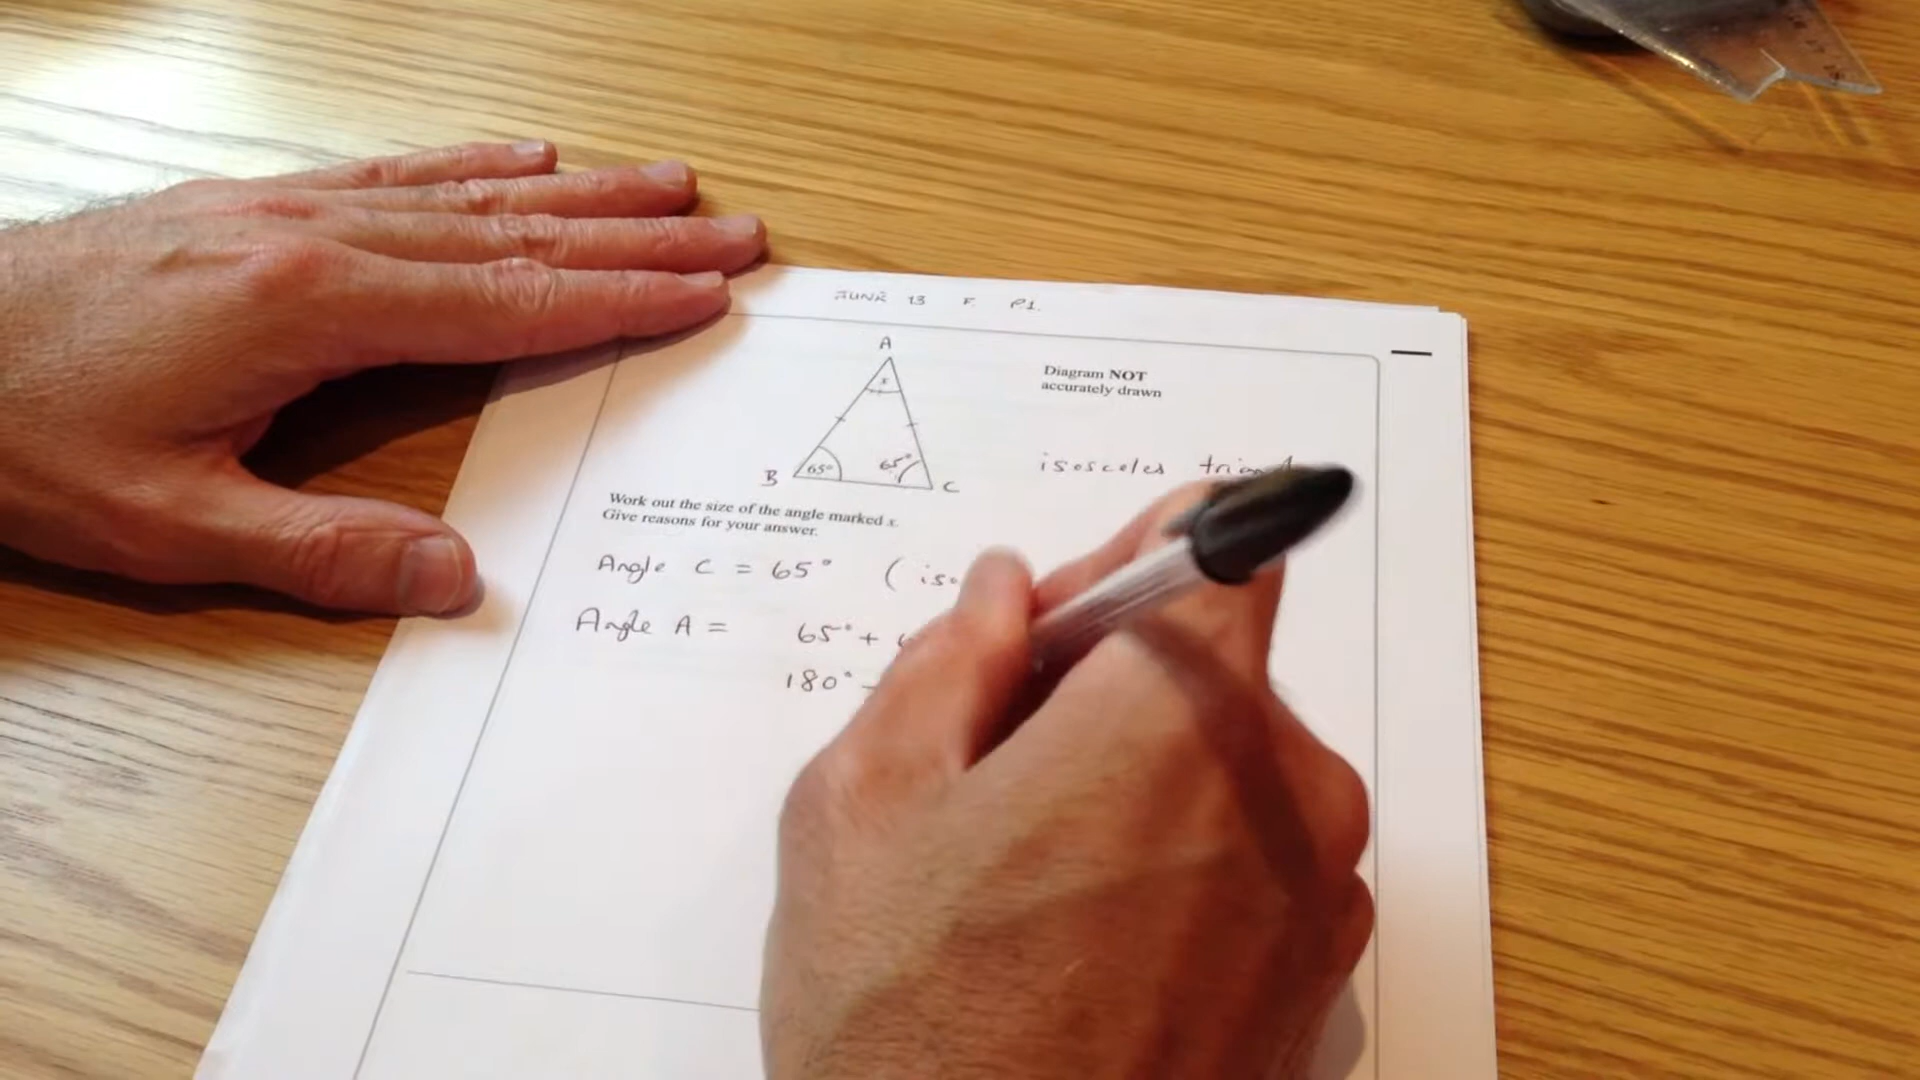 JUNE 13 F P1.
A
x
Diagram NOT
accurately drawn
isosceles
B 65° 65° C
Work out the size of the angle marked x.
Give reasons for your answer.
Angle C = 65° (
Angle A = 65° +
180° -